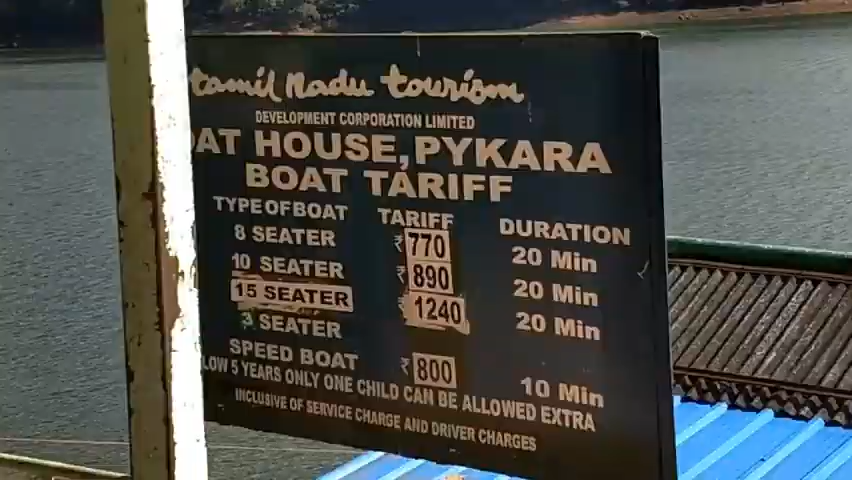 tamil Nadu tourism
DEVELOPMENT CORPORATION LIMITED
AT HOUSE, PYKARA
BOAT TARIFF
TYPE OF BOAT TARIFF DURATION
8 SEATER ₹ 770 20 Min
10 SEATER ₹ 890 20 Min
15 SEATER ₹ 1240 20 Min
3 SEATER
SPEED BOAT ₹ 800 10 Min
LOW 5 YEARS ONLY ONE CHILD CAN BE ALLOWED EXTRA
INCLUSIVE OF SERVICE CHARGE AND DRIVER CHARGES